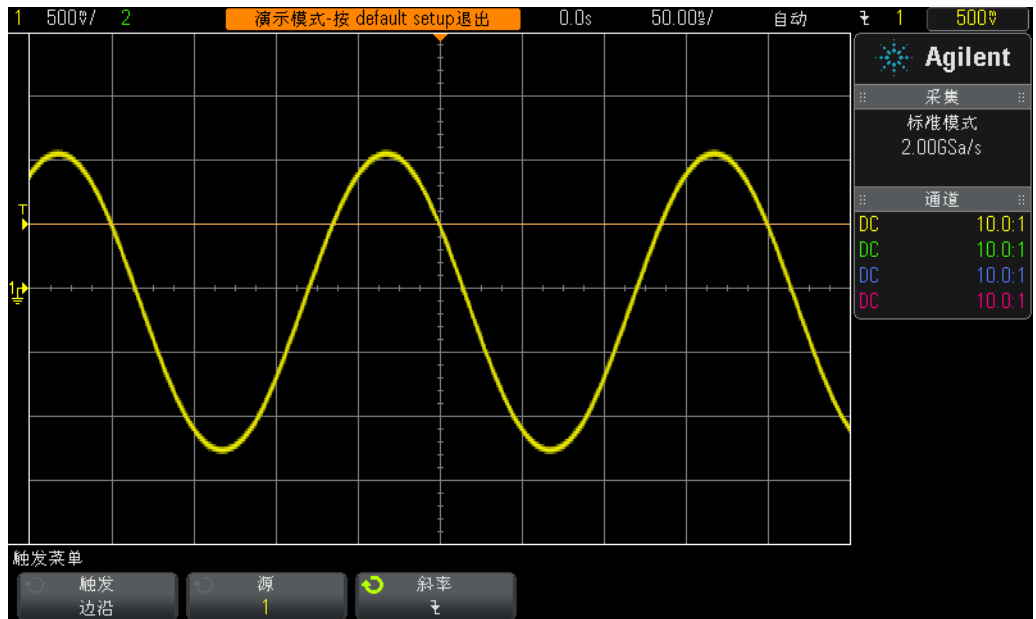 1 500mV/ 2 演示模式-按 default setup退出 0.0s 50.00us/ 自动 1 500mV
Agilent
采集
标准模式
2.00GSa/s
通道
DC 10.0:1
DC 10.0:1
DC 10.0:1
DC 10.0:1
T
1
触发菜单
触发 源 斜率
边沿 1